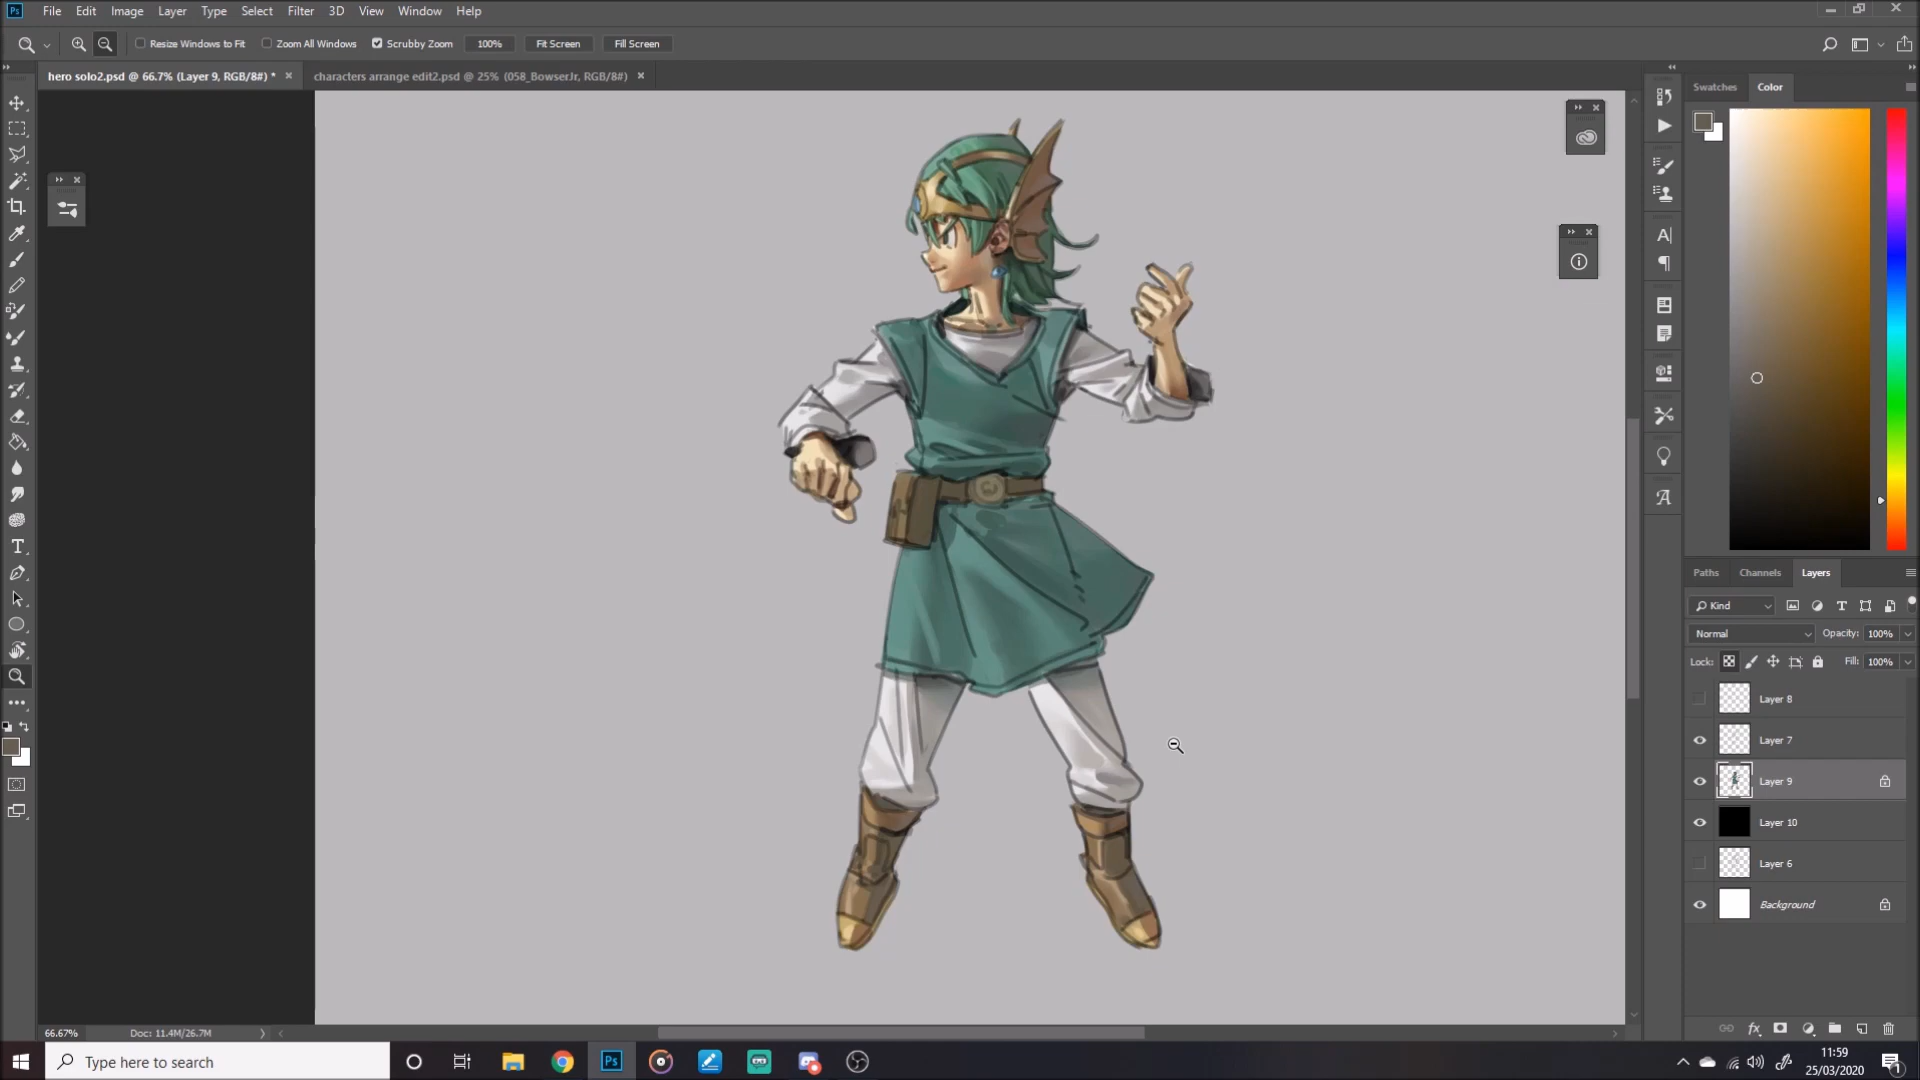 Ps File Edit Image Layer Type Select Filter 3D View Window Help
Resize Windows to Fit Zoom All Windows Scrubby Zoom 100% Fit Screen Fill Screen
hero solo2.psd @ 66.7% (Layer 9, RGB/8#) * characters arrange edit2.psd @ 25% (058_BowserJr, RGB/8#)
Swatches Color
Paths Channels Layers
Kind
Normal Opacity: 100%
Lock: Fill: 100%
Layer 8
Layer 7
Layer 9
Layer 10
Layer 6
Background
66.67% Doc: 11.4M/26.7M
Type here to search
Ps
11:59
25/03/2020
1